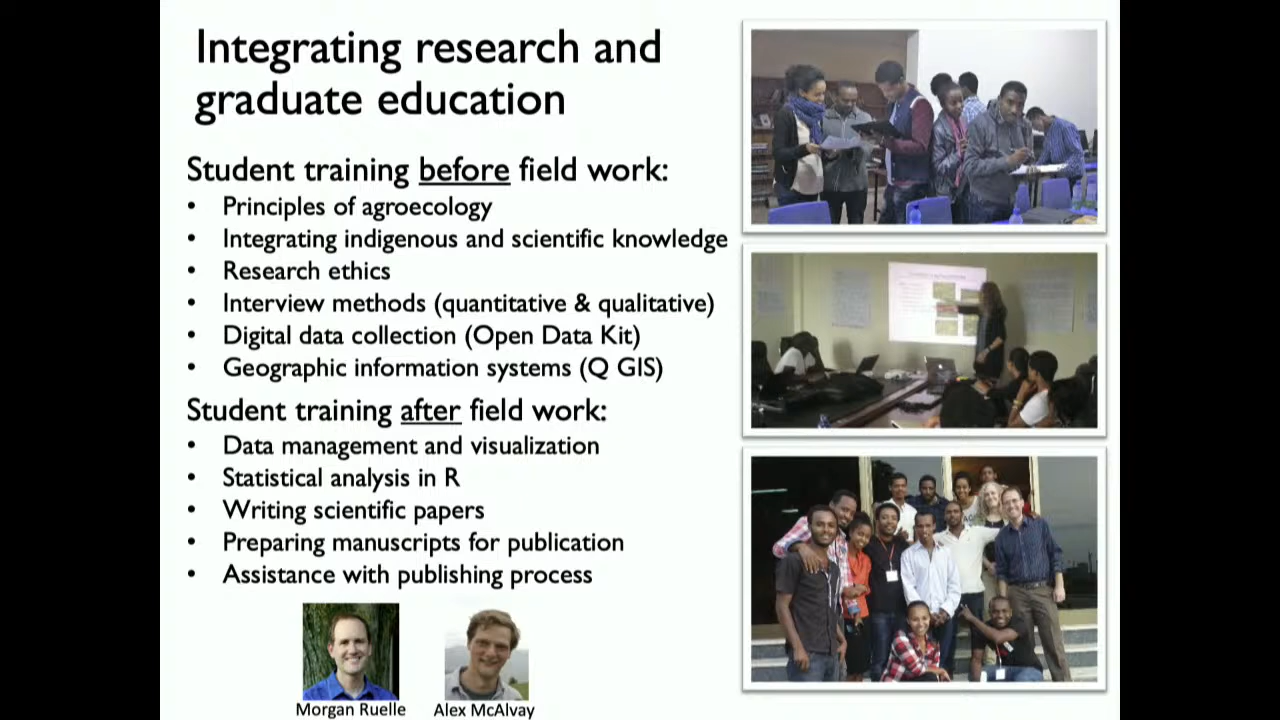 Integrating research and
graduate education
Student training before field work:
• Principles of agroecology
• Integrating indigenous and scientific knowledge
• Research ethics
• Interview methods (quantitative & qualitative)
• Digital data collection (Open Data Kit)
• Geographic information systems (Q GIS)
Student training after field work:
• Data management and visualization
• Statistical analysis in R
• Writing scientific papers
• Preparing manuscripts for publication
• Assistance with publishing process
Morgan Ruelle
Alex McAlvay